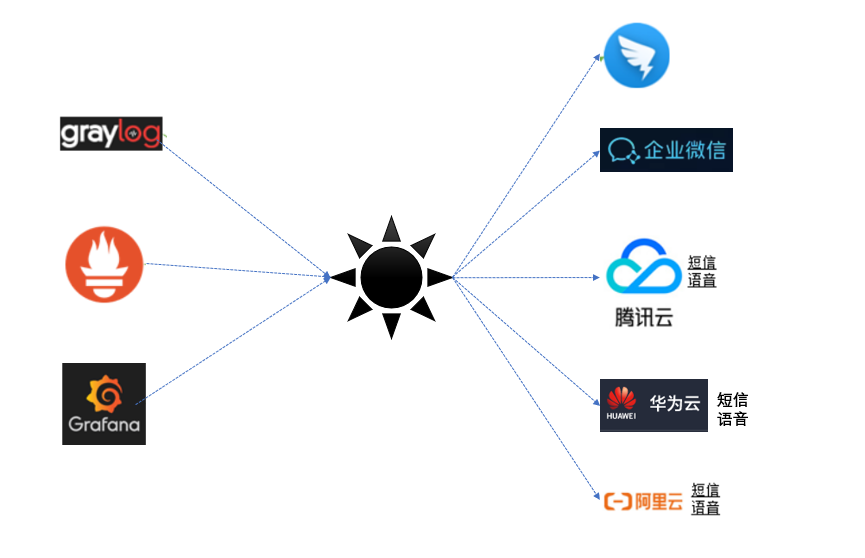 graylog
Grafana
企业微信
短信
语音
腾讯云
HUAWEI
华为云
短信
语音
阿里云
短信
语音